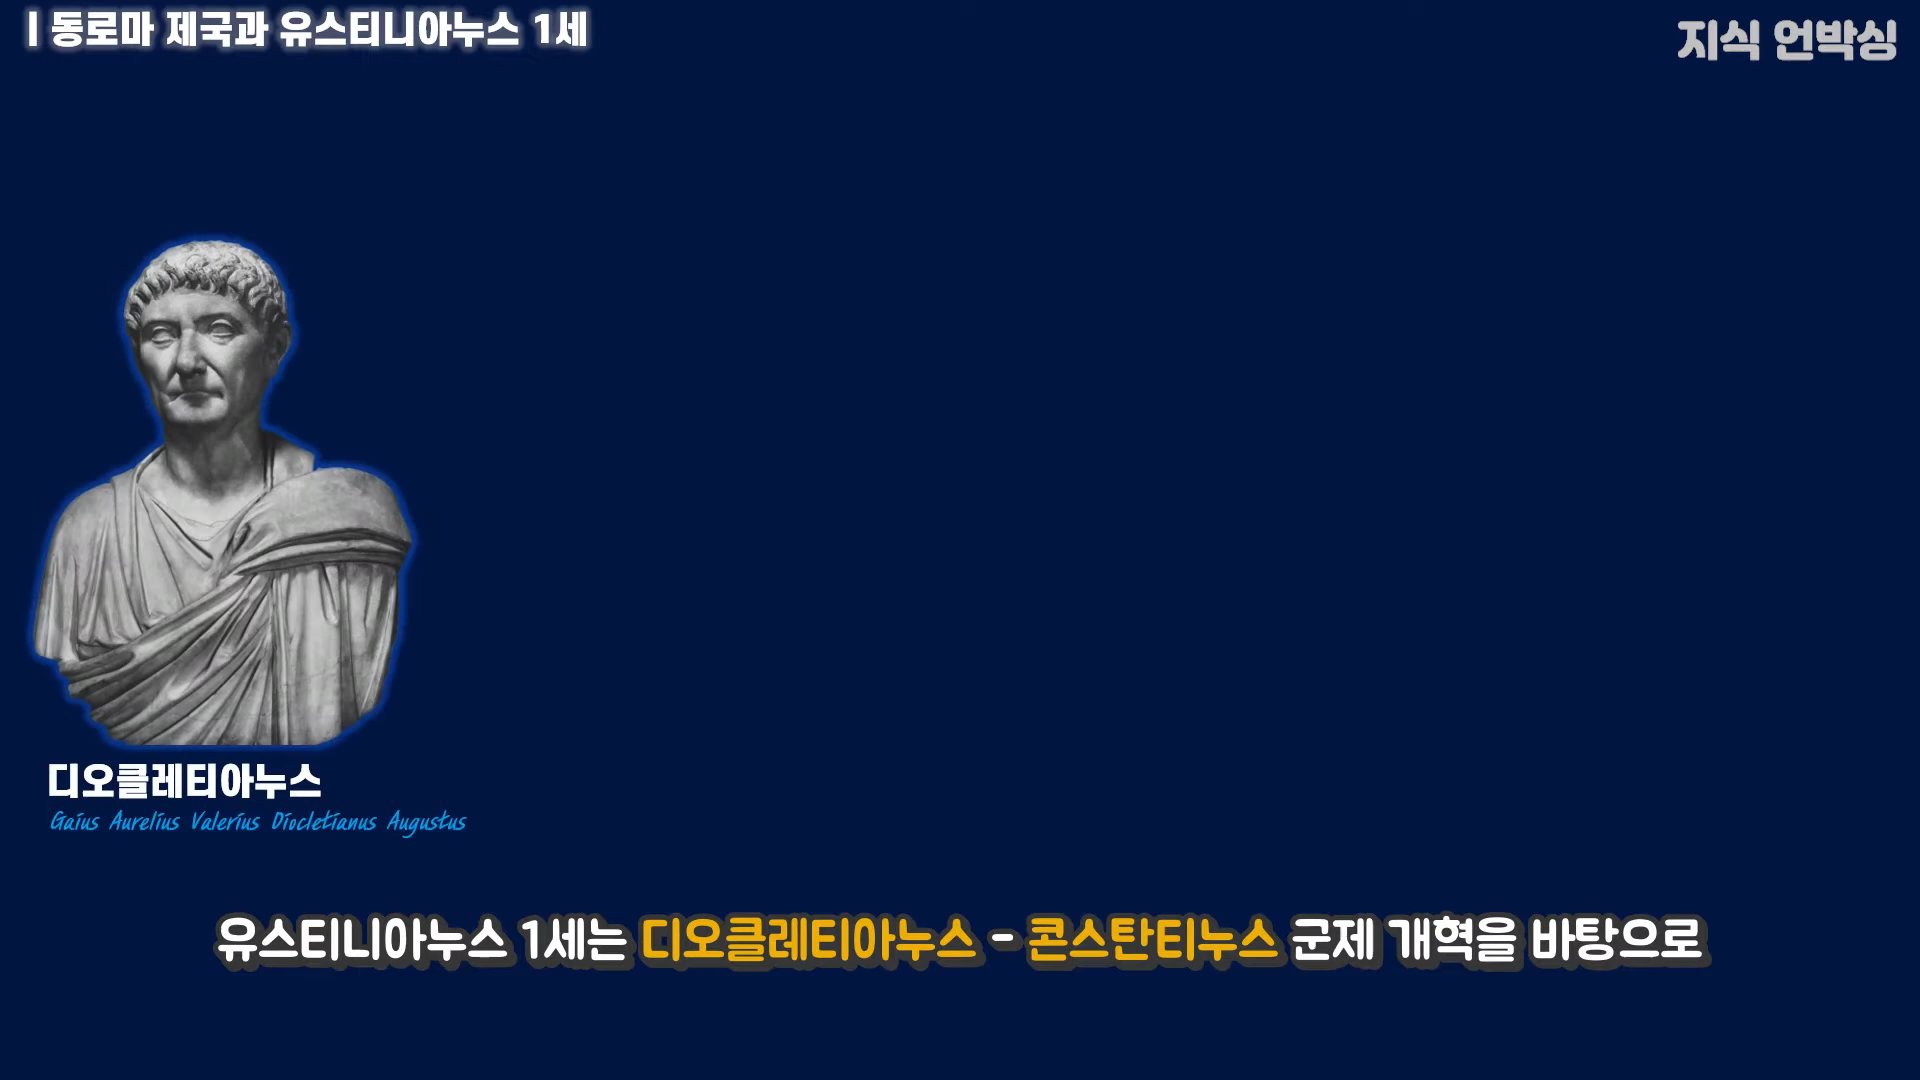 | 동로마 제국과 유스티니아누스 1세
지식 언박싱
디오클레티아누스
Gaius Aurelius Valerius Diocletianus Augustus
유스티니아누스 1세는 디오클레티아누스 - 콘스탄티누스 군제 개혁을 바탕으로